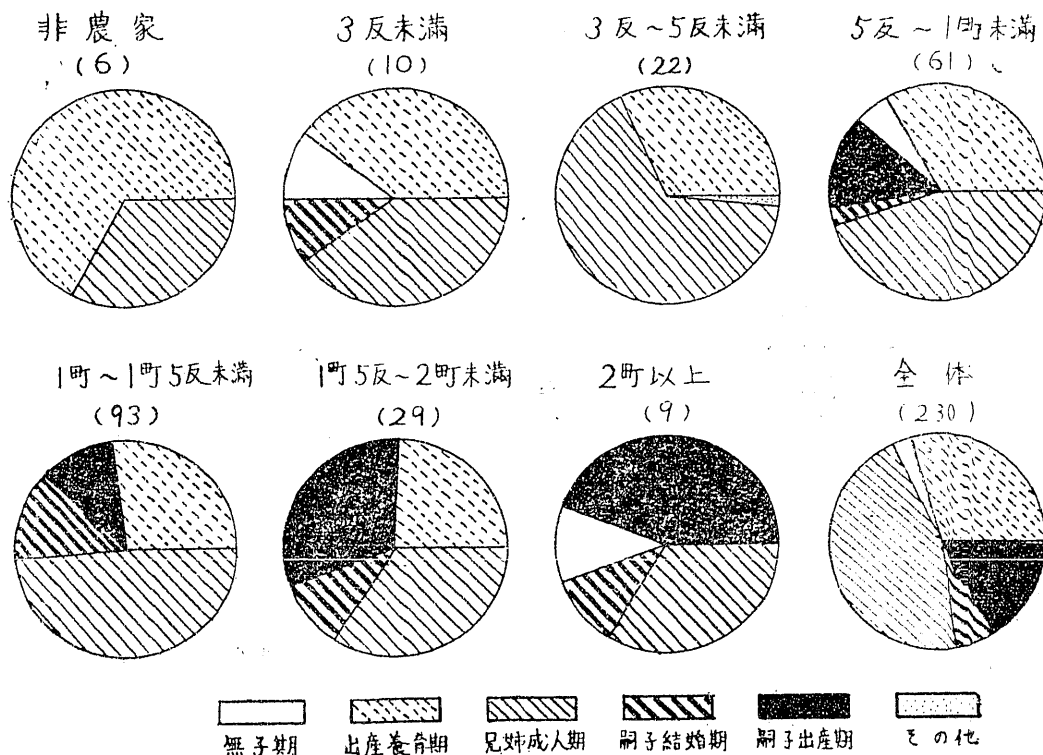 非農家
(6)
3反未満
(10)
3反~5反未満
(22)
5反~1町未満
(61)
1町~1町5反未満
(93)
1町5反~2町未満
(29)
2町以上
(9)
全体
(230)
無子期
出産養育期
兄姉成人期
嗣子結婚期
嗣子出産期
その他